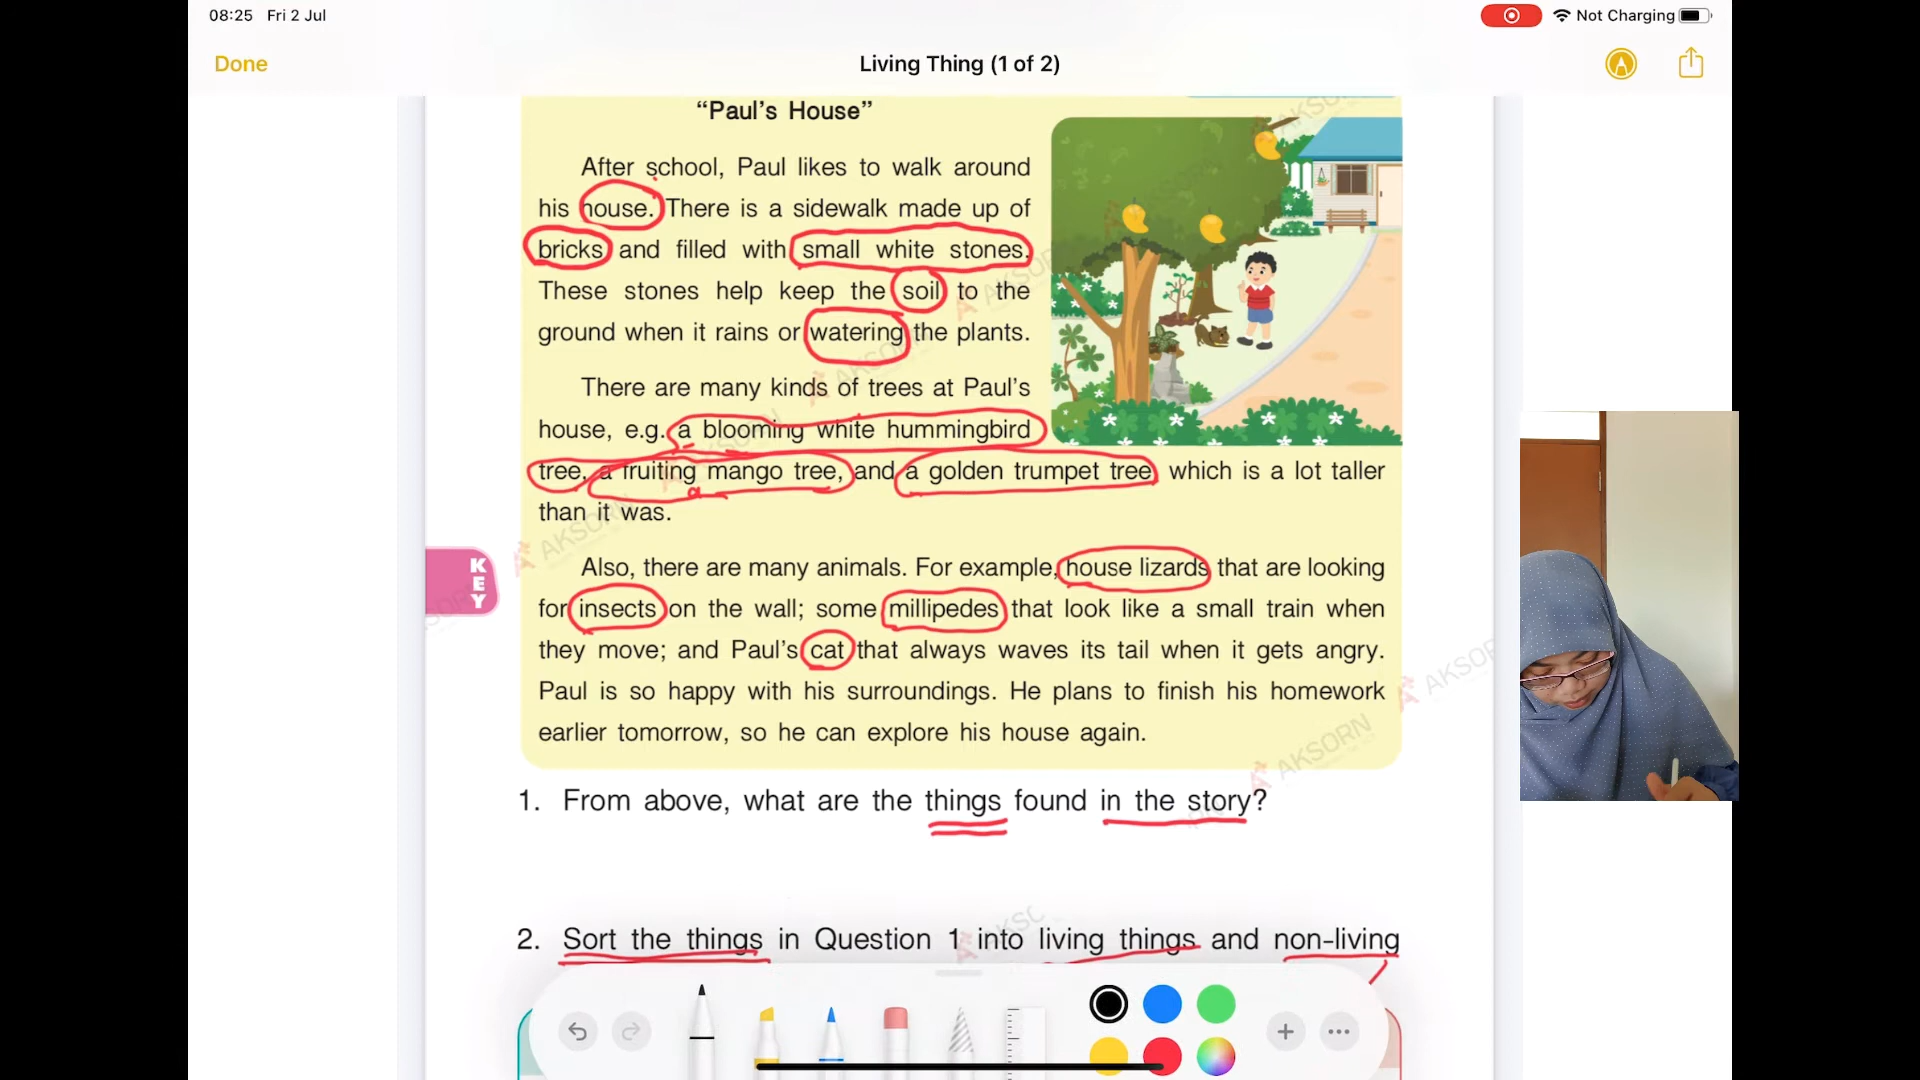 08:25 Fri 2 Jul
Not Charging
Done
Living Thing (1 of 2)
“Paul’s House”
After school, Paul likes to walk around
his house. There is a sidewalk made up of
bricks and filled with small white stones.
These stones help keep the soil to the
ground when it rains or watering the plants.
There are many kinds of trees at Paul’s
house, e.g. a blooming white hummingbird
tree, a fruiting mango tree, and a golden trumpet tree which is a lot taller
than it was.
Also, there are many animals. For example, house lizards that are looking
for insects on the wall; some millipedes that look like a small train when
they move; and Paul’s cat that always waves its tail when it gets angry.
Paul is so happy with his surroundings. He plans to finish his homework
earlier tomorrow, so he can explore his house again.
KEY
1. From above, what are the things found in the story?
2. Sort the things in Question 1 into living things and non-living
AKSORN
AKSORN
AKSORN